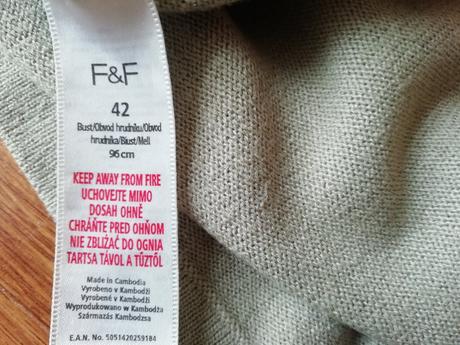 F&F
42
Bust/Obvod hrudníku/Obvod
hrudníka/Biust/Mell
96 cm
KEEP AWAY FROM FIRE
UCHOVEJTE MIMO
DOSAH OHNĚ
CHRÁŇTE PRED OHŇOM
NIE ZBLIŻAĆ DO OGNIA
TARTSA TÁVOL A TŰZTŐL
Made in Cambodia
Vyrobeno v Kambodži
Vyrobené v Kambodži
Wyprodukowano w Kambodża
Származás Kambodzsa
E.A.N. No. 5051420259184